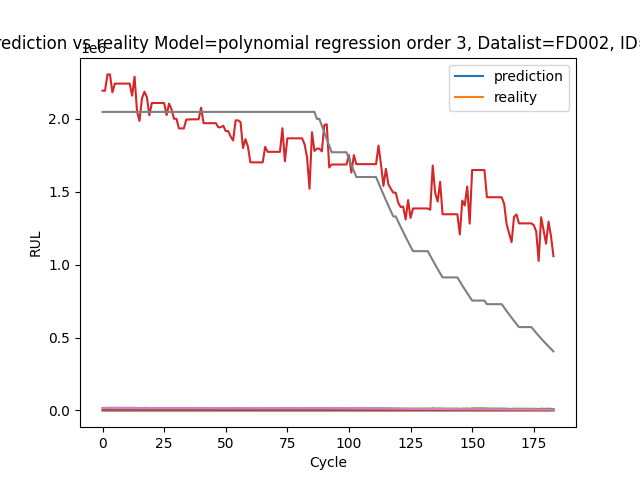 rediction vs reality Model=polynomial regression order 3, Datalist=FD002, ID=
1e6
prediction
reality
2.0
1.5
1.0
0.5
0.0
RUL
0 25 50 75 100 125 150 175
Cycle